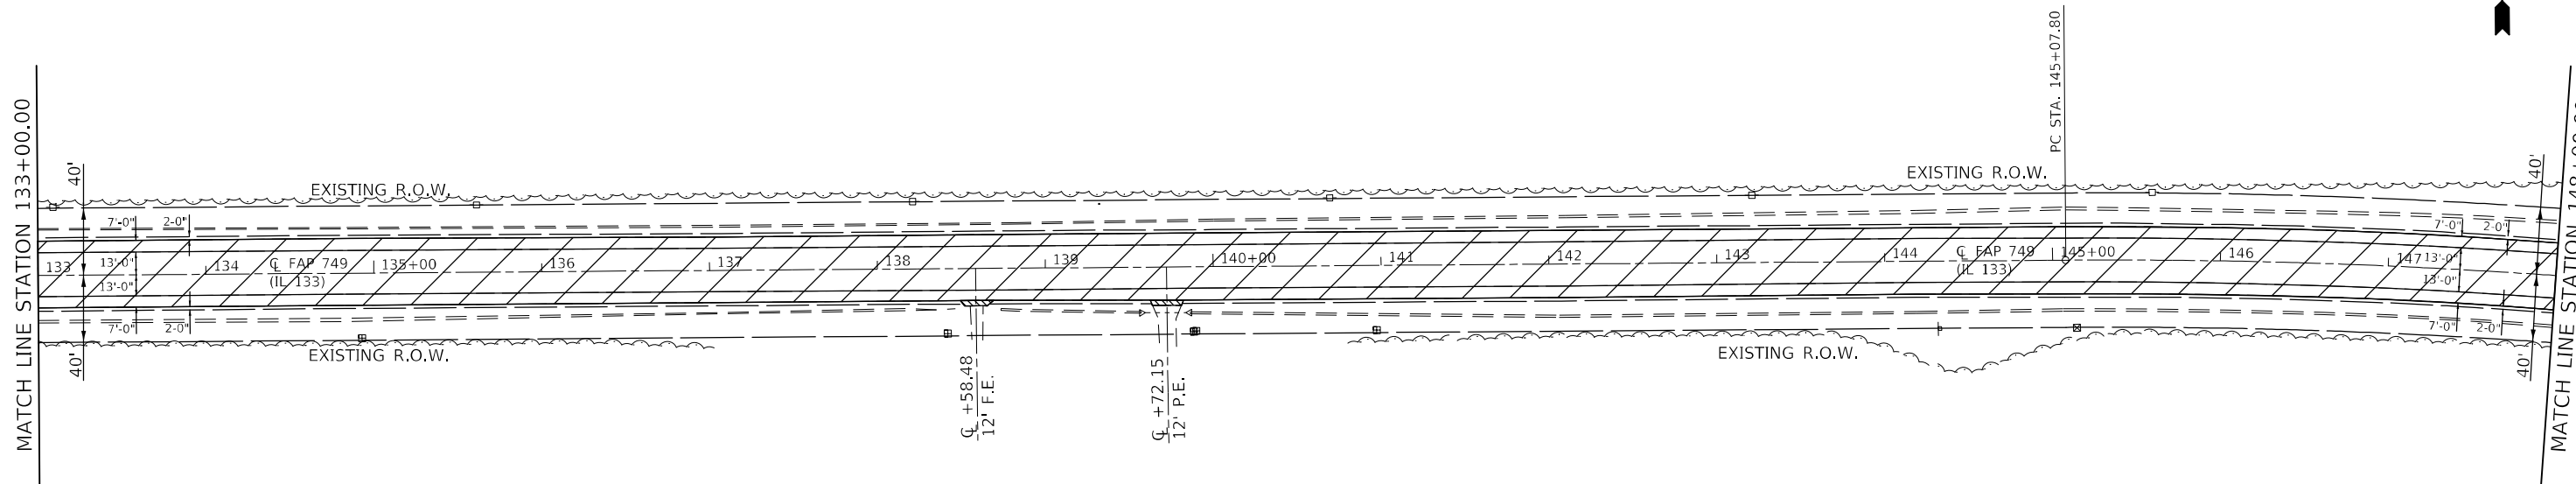 MATCH LINE STATION 133+00.00
40'
EXISTING R.O.W.
7'-0"
2-0"
PC STA. 145+07.80
EXISTING R.O.W.
40'
7'-0"
2-0"
133
13'-0"
13'-0"
134
℄ FAP 749
(IL 133)
135+00
136
137
138
139
140+00
141
142
143
144
℄ FAP 749
(IL 133)
145+00
146
147
13'-0"
13'-0"
7'-0"
2-0"
40'
EXISTING R.O.W.
℄ +58.48
12' F.E.
℄ +72.15
12' P.E.
EXISTING R.O.W.
7'-0"
2-0"
40'
MATCH LINE STATION